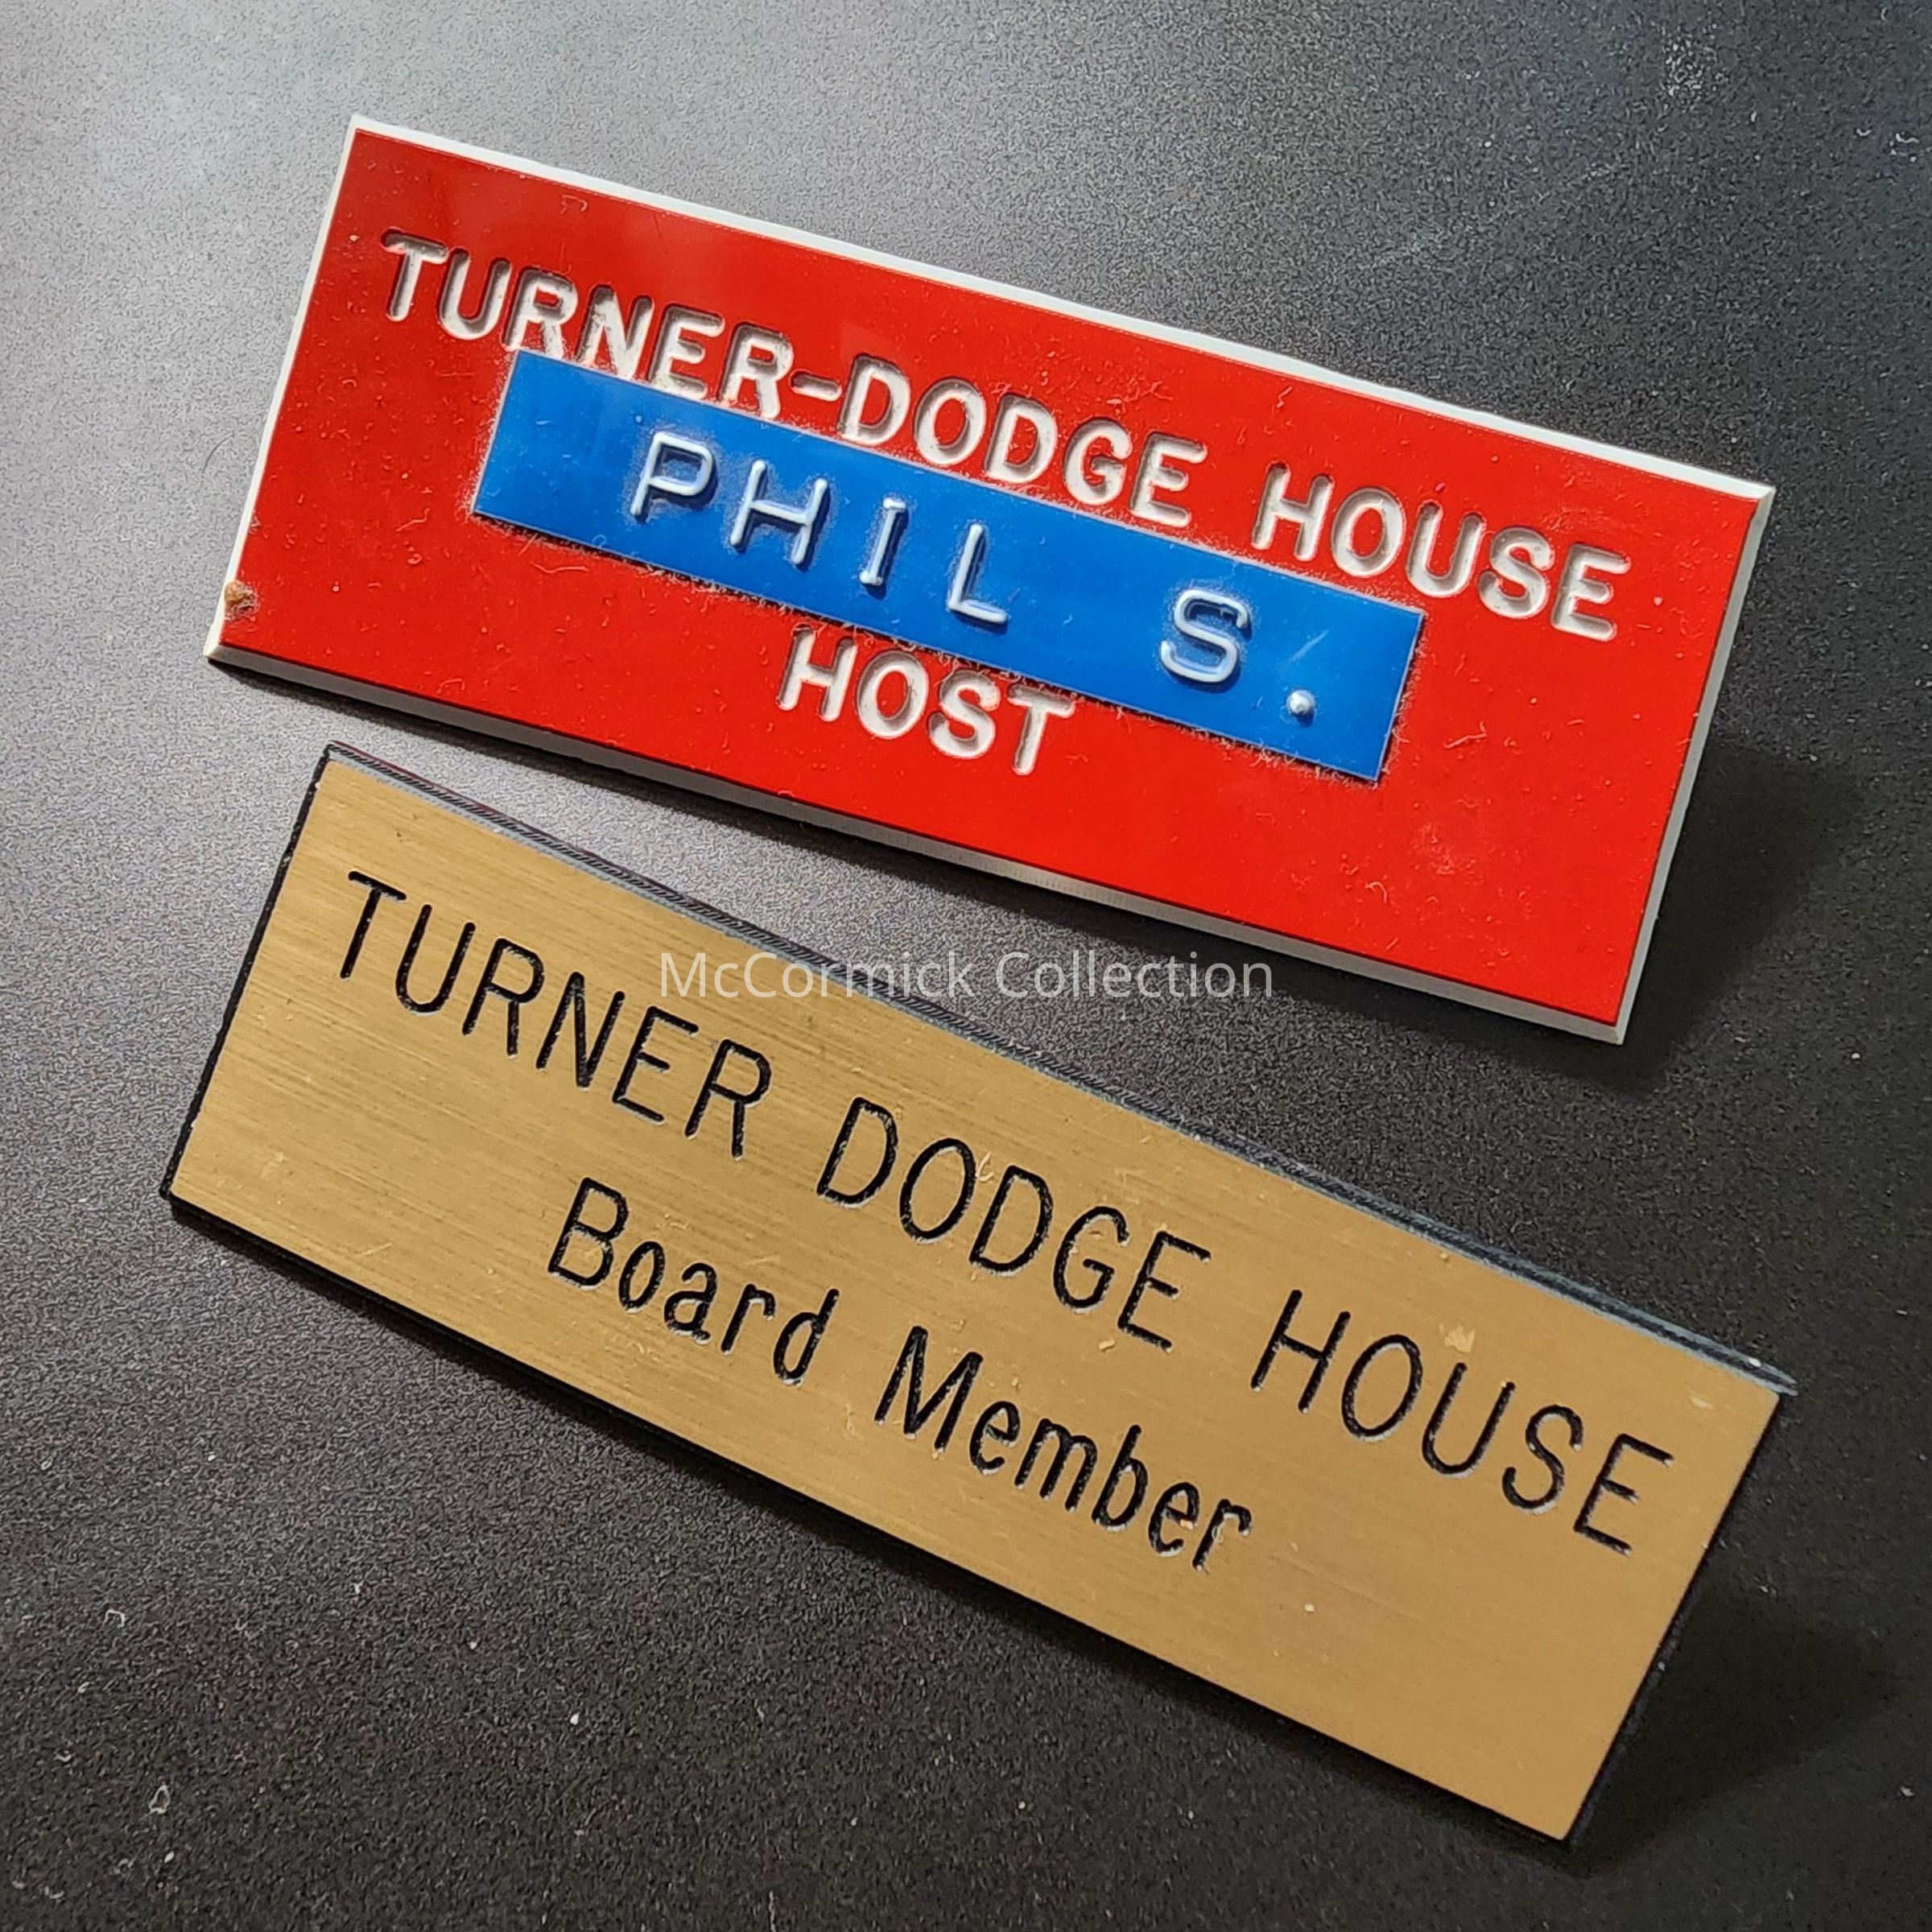 TURNER-DODGE HOUSE
PHIL S.
HOST
McCormick Collection
TURNER DODGE HOUSE
Board Member